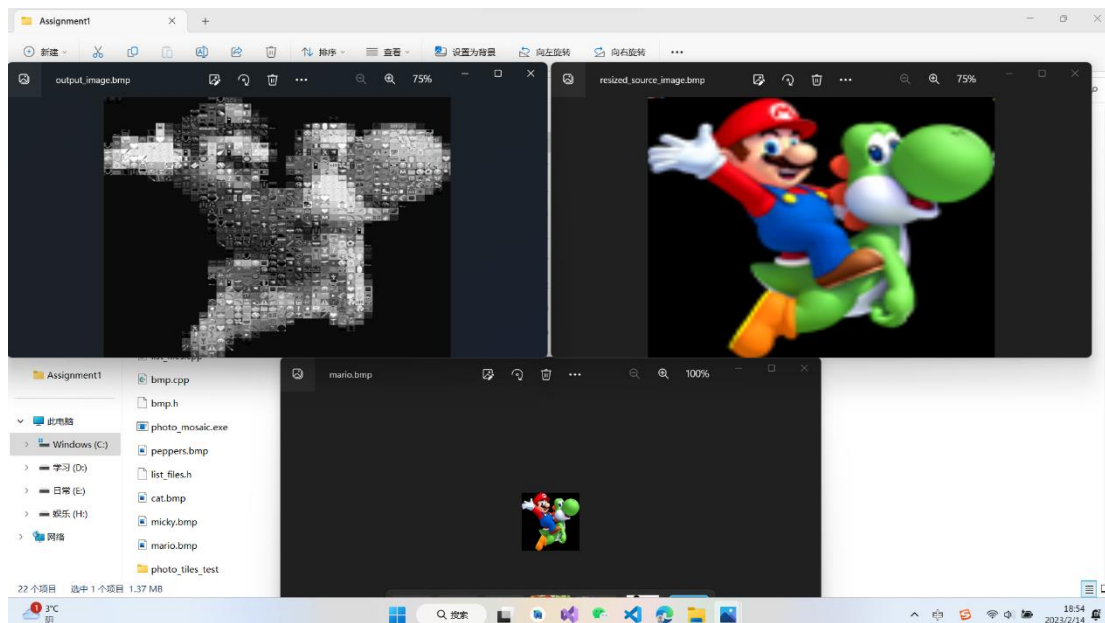 Assignment1
新建
排序
查看
设置为背景
向左旋转
向右旋转
output_image.bmp
75%
resized_source_image.bmp
75%
Assignment1
此电脑
Windows (C:)
学习 (D:)
日常 (E:)
娱乐 (H:)
网络
bmp.cpp
bmp.h
photo_mosaic.exe
peppers.bmp
list_files.h
cat.bmp
micky.bmp
mario.bmp
photo_tiles_test
mario.bmp
100%
22 个项目 选中 1 个项目 1.37 MB
3°C
阴
搜索
中
18:54
2023/2/14